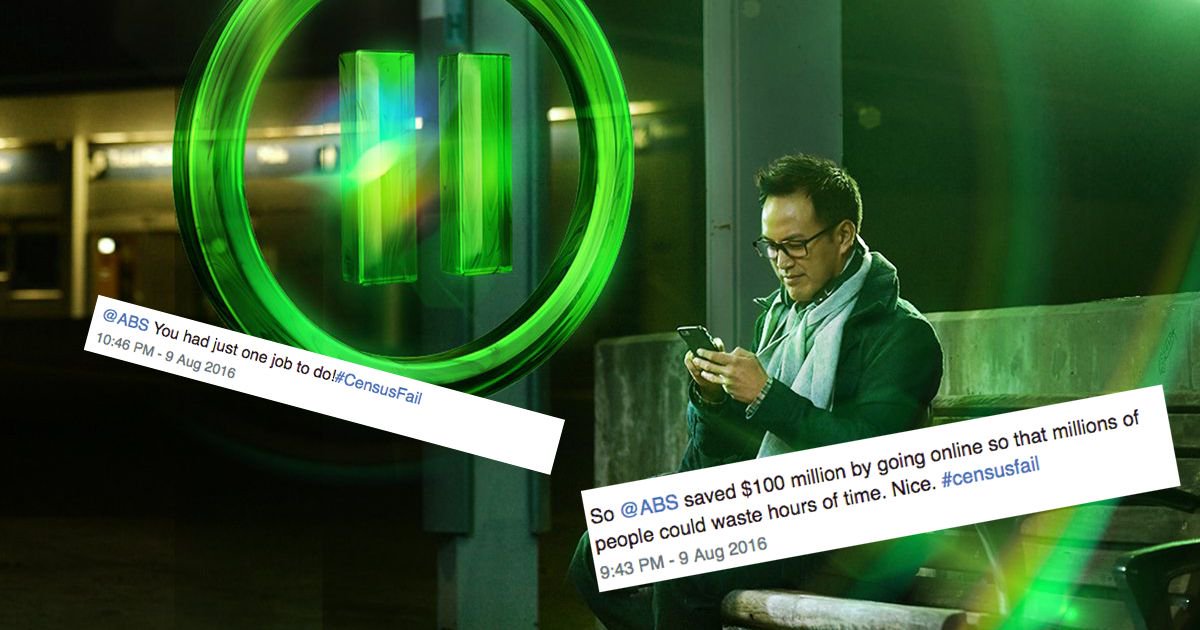 @ABS You had just one job to do!#CensusFail
10:46 PM - 9 Aug 2016
So @ABS saved $100 million by going online so that millions of
people could waste hours of time. Nice. #censusfail
9:43 PM - 9 Aug 2016